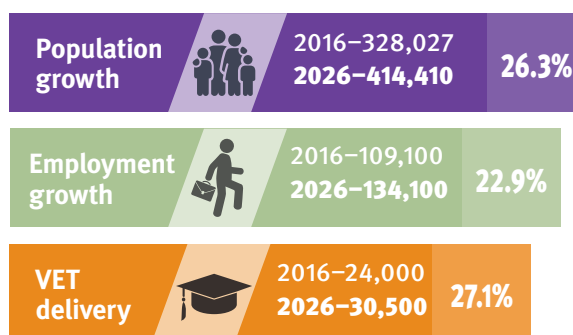 Population
growth
2016–328,027
2026–414,410
26.3%
Employment
growth
2016–109,100
2026–134,100
22.9%
VET
delivery
2016–24,000
2026–30,500
27.1%